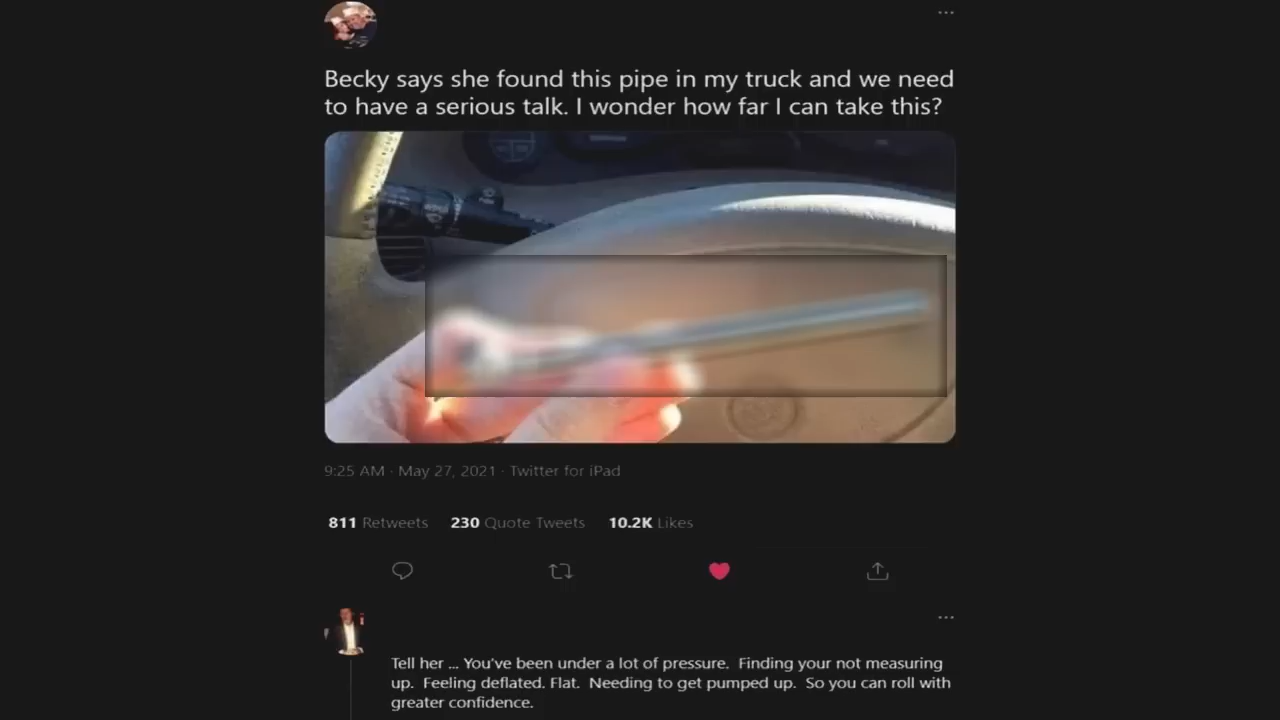 Becky says she found this pipe in my truck and we need
to have a serious talk. I wonder how far I can take this?
9:25 AM · May 27, 2021 · Twitter for iPad
811 Retweets 230 Quote Tweets 10.2K Likes
Tell her ... You've been under a lot of pressure. Finding your not measuring
up. Feeling deflated. Flat. Needing to get pumped up. So you can roll with
greater confidence.